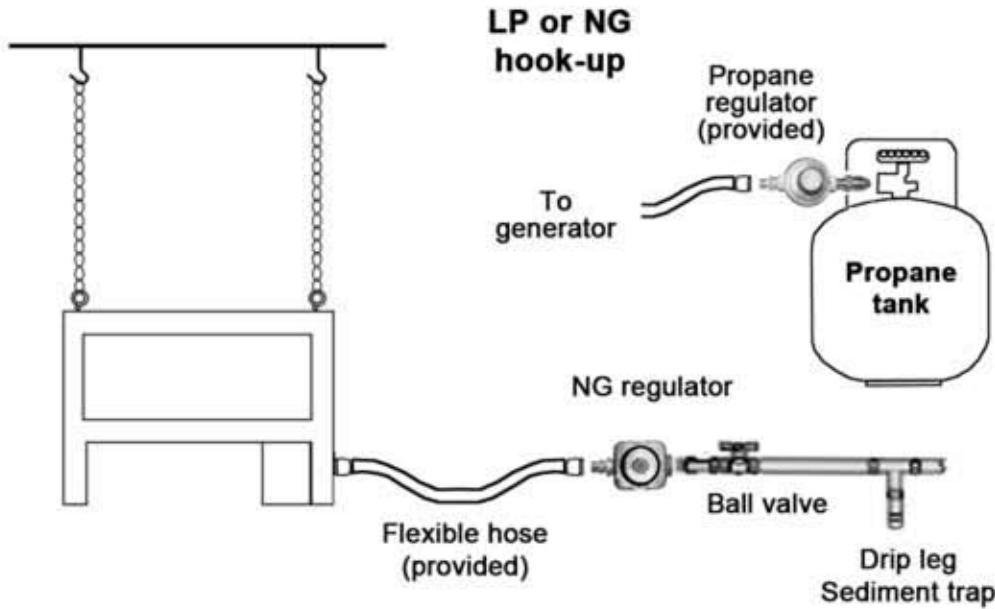 LP or NG
hook-up
Propane
regulator
(provided)
To
generator
Propane
tank
NG regulator
Ball valve
Flexible hose
(provided)
Drip leg
Sediment trap